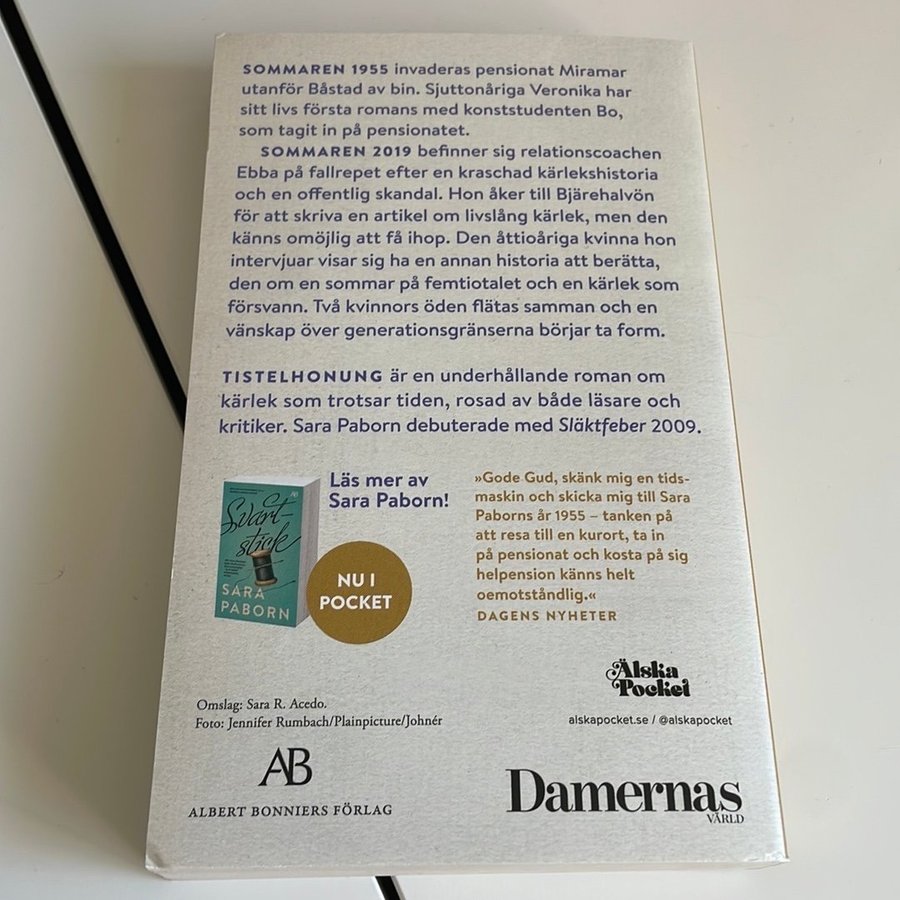 SOMMAREN 1955 invaderas pensionat Miramar
utanför Båstad av bin. Sjuttonåriga Veronika har
sitt livs första romans med konststudenten Bo,
som tagit in på pensionatet.
SOMMAREN 2019 befinner sig relationscoachen
Ebba på fallrepet efter en kraschad kärlekshistoria
och en offentlig skandal. Hon åker till Bjärehalvön
för att skriva en artikel om livslång kärlek, men den
känns omöjlig att få ihop. Den åttioåriga kvinna hon
intervjuar visar sig ha en annan historia att berätta,
den om en sommar på femtiotalet och en kärlek som
försvann. Två kvinnors öden flätas samman och en
vänskap över generationsgränserna börjar ta form.
TISTELHONUNG är en underhållande roman om
kärlek som trotsar tiden, rosad av både läsare och
kritiker. Sara Paborn debuterade med Släktfeber 2009.
Läs mer av
Sara Paborn!
Svart-
stick
SARA
PABORN
NU I
POCKET
»Gode Gud, skänk mig en tids-
maskin och skicka mig till Sara
Paborns år 1955 – tanken på
att resa till en kurort, ta in
på pensionat och kosta på sig
helpension känns helt
oemotståndlig.«
DAGENS NYHETER
Älska
Pocket
alskapocket.se / @alskapocket
Omslag: Sara R. Acedo.
Foto: Jennifer Rumbach/Plainpicture/Johnér
AB
ALBERT BONNIERS FÖRLAG
Damernas
VÄRLD